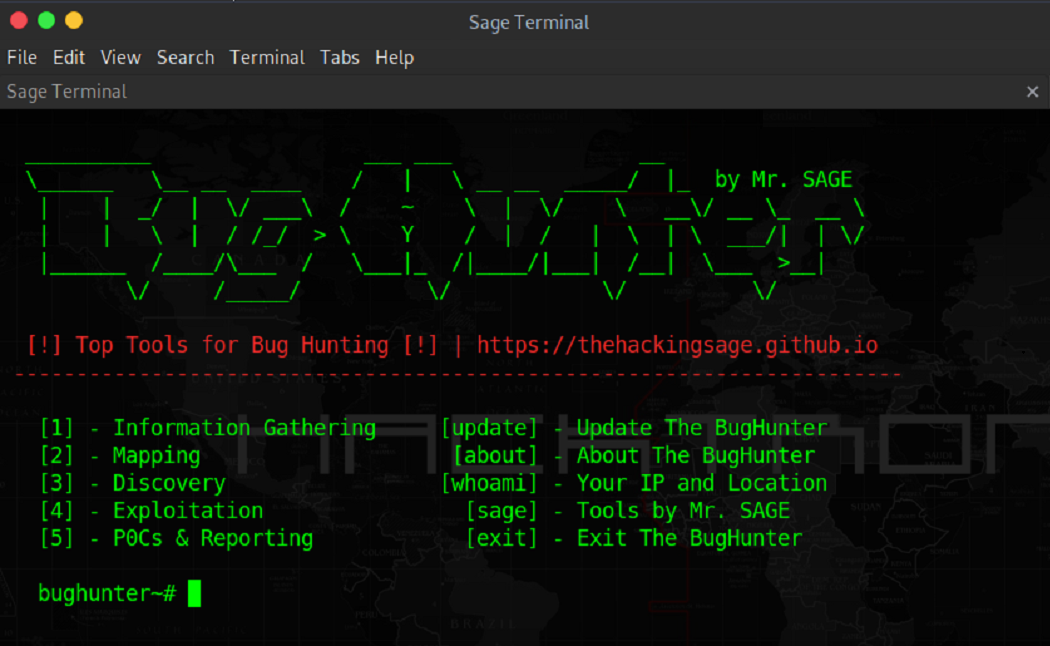 Sage Terminal
File Edit View Search Terminal Tabs Help
Sage Terminal
BugHunter by Mr. SAGE
[!] Top Tools for Bug Hunting [!] | https://thehackingsage.github.io
[1] - Information Gathering [update] - Update The BugHunter
[2] - Mapping [about] - About The BugHunter
[3] - Discovery [whoami] - Your IP and Location
[4] - Exploitation [sage] - Tools by Mr. SAGE
[5] - P0Cs & Reporting [exit] - Exit The BugHunter
bughunter~#